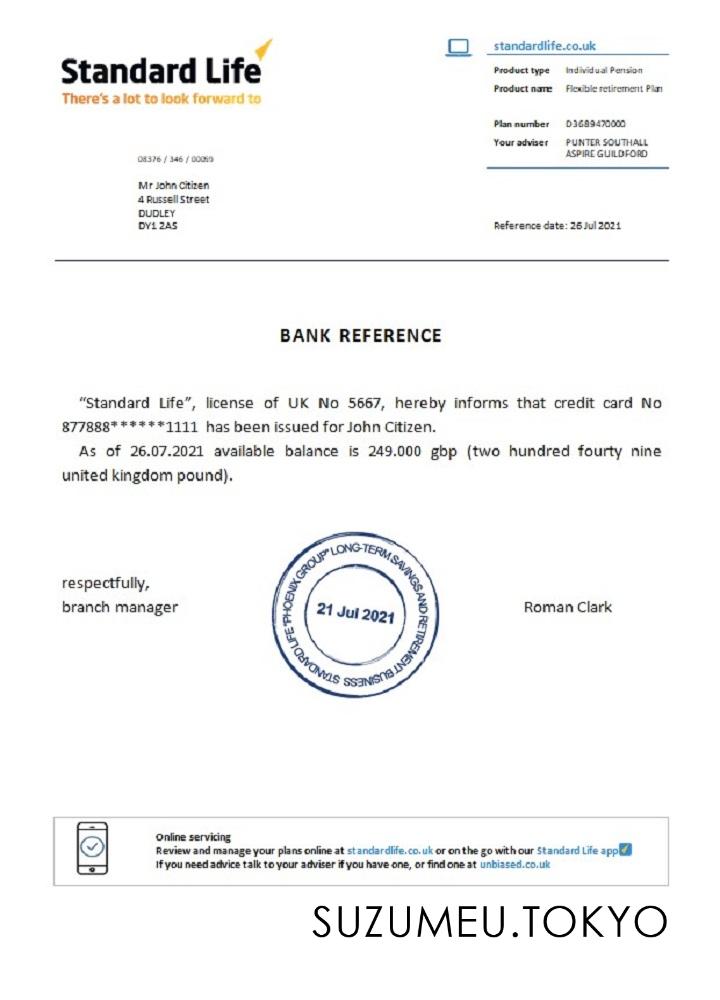 Standard Life
There's a lot to look forward to
standardlife.co.uk
Product type Individual Pension
Product name Flexible retirement Plan
Plan number D3689470000
Your adviser PUNTER SOUTHALL
ASPIRE GUILDFORD
08376 / 346 / 00099
Mr John Citizen
4 Russell Street
DUDLEY
DY1 2AS
Reference date: 26 Jul 2021
BANK REFERENCE
“Standard Life”, license of UK No 5667, hereby informs that credit card No
877888******1111 has been issued for John Citizen.
As of 26.07.2021 available balance is 249.000 gbp (two hundred fourty nine
united kingdom pound).
respectfully,
branch manager
STANDARD LIFE "PHOENIX GROUP" LONG-TERM SAVINGS AND RETIREMENT BUSINESS
21 Jul 2021
Roman Clark
Online servicing
Review and manage your plans online at standardlife.co.uk or on the go with our Standard Life app
If you need advice talk to your adviser if you have one, or find one at unbiased.co.uk
SUZUMEU.TOKYO